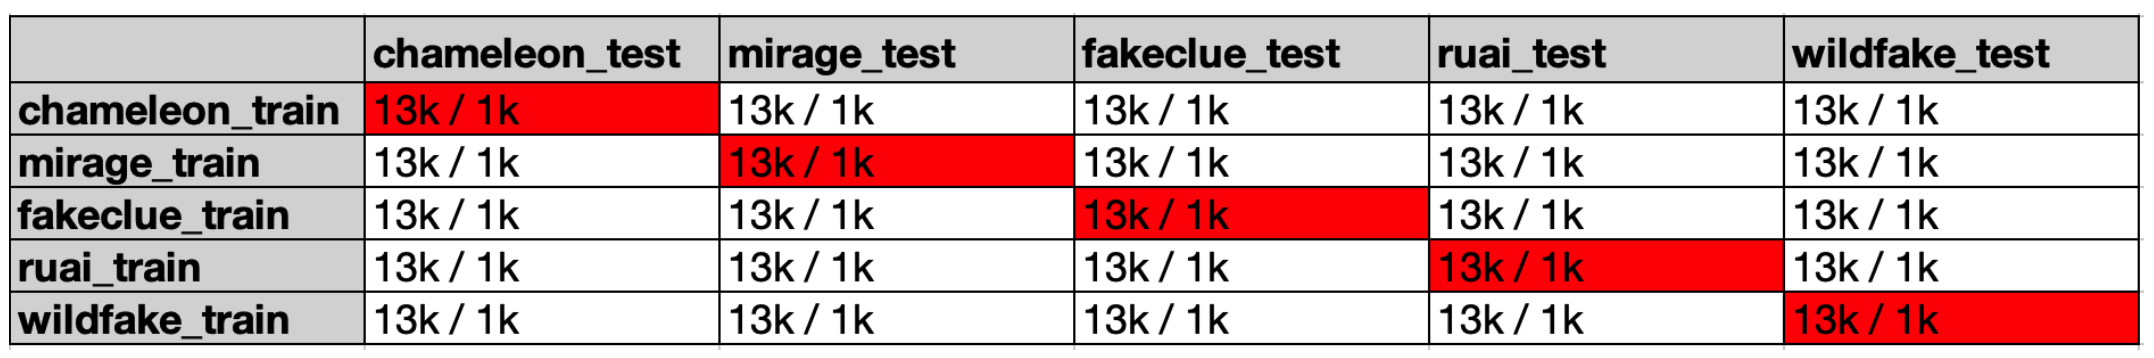 chameleon_test mirage_test fakeclue_test ruai_test wildfake_test
chameleon_train 13k / 1k 13k / 1k 13k / 1k 13k / 1k 13k / 1k
mirage_train 13k / 1k 13k / 1k 13k / 1k 13k / 1k 13k / 1k
fakeclue_train 13k / 1k 13k / 1k 13k / 1k 13k / 1k 13k / 1k
ruai_train 13k / 1k 13k / 1k 13k / 1k 13k / 1k 13k / 1k
wildfake_train 13k / 1k 13k / 1k 13k / 1k 13k / 1k 13k / 1k